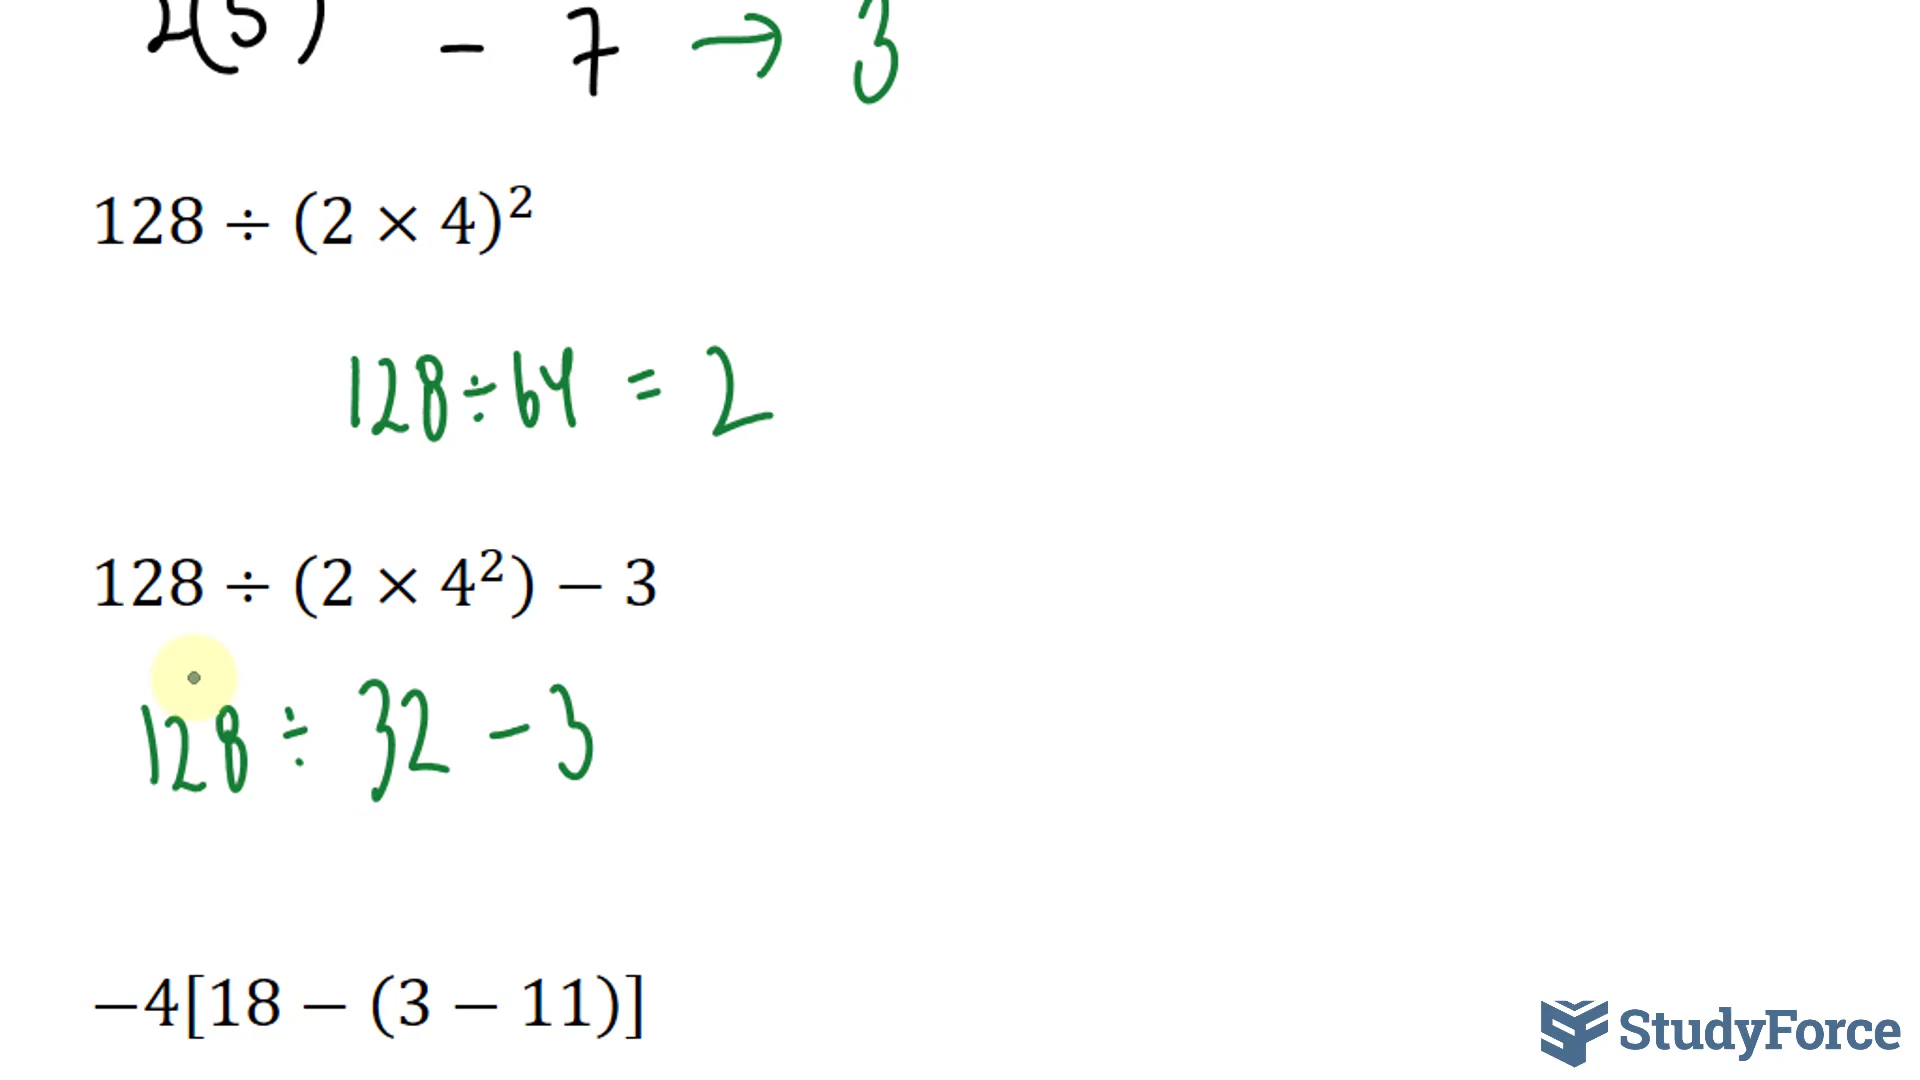 2(5) - 7 → 3
128 ÷ (2 × 4)²
128 ÷ 64 = 2
128 ÷ (2 × 4²) − 3
128 ÷ 32 - 3
−4[18 − (3 − 11)]
StudyForce